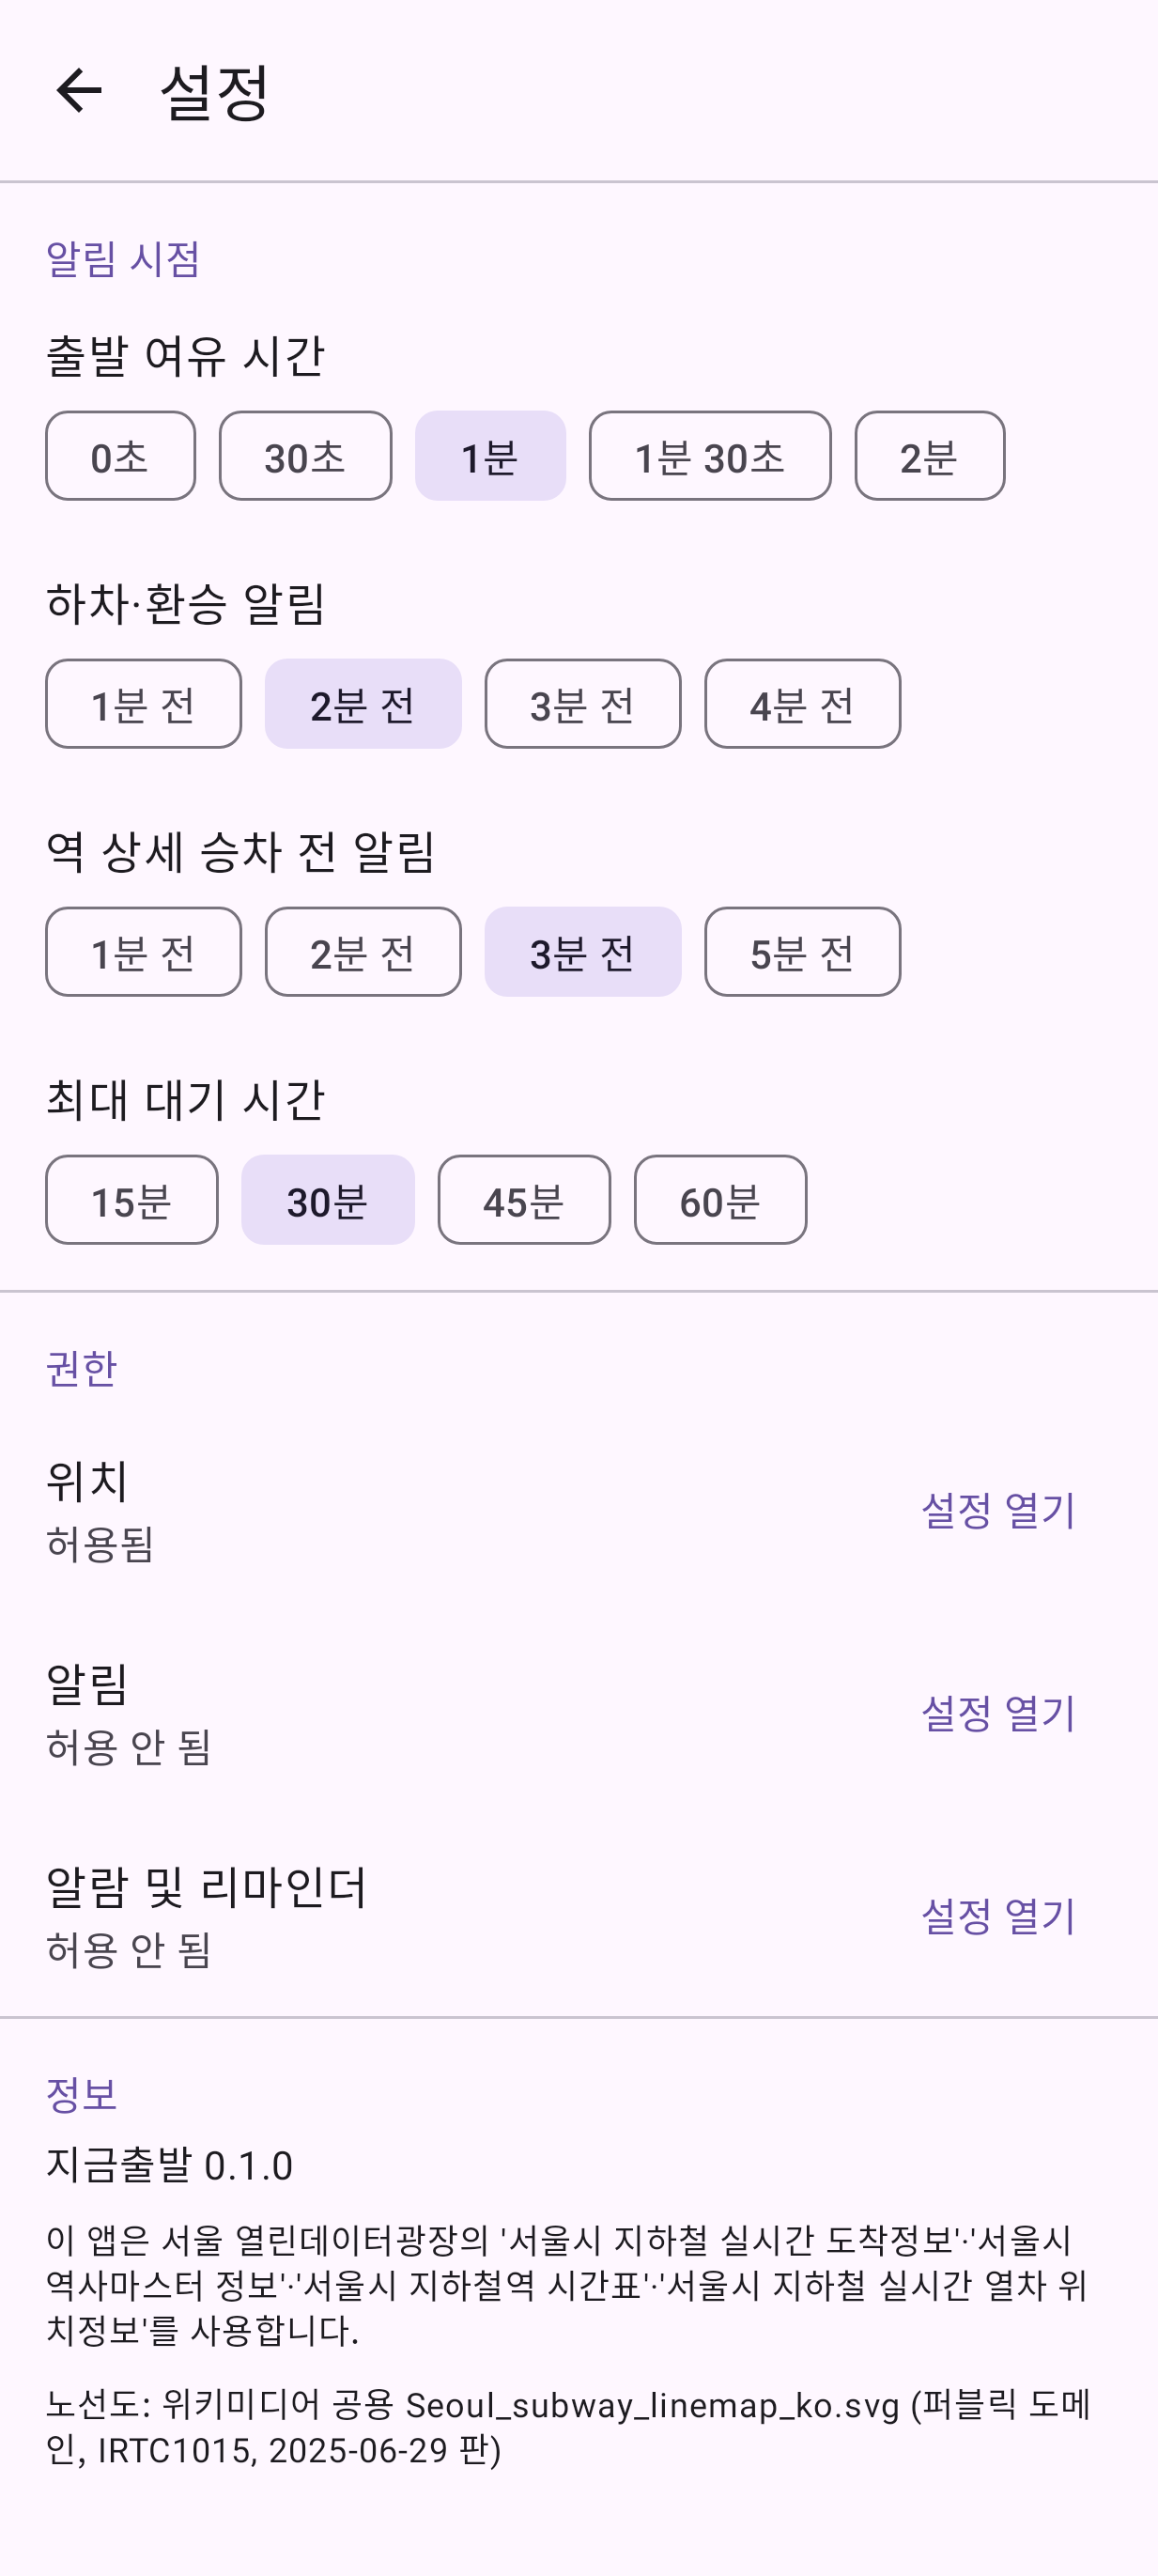 설정
알림 시점
출발 여유 시간
0초 30초 1분 1분 30초 2분
하차·환승 알림
1분 전 2분 전 3분 전 4분 전
역 상세 승차 전 알림
1분 전 2분 전 3분 전 5분 전
최대 대기 시간
15분 30분 45분 60분
권한
위치
허용됨
설정 열기
알림
허용 안 됨
설정 열기
알람 및 리마인더
허용 안 됨
설정 열기
정보
지금출발 0.1.0
이 앱은 서울 열린데이터광장의 '서울시 지하철 실시간 도착정보'·'서울시
역사마스터 정보'·'서울시 지하철역 시간표'·'서울시 지하철 실시간 열차 위
치정보'를 사용합니다.
노선도: 위키미디어 공용 Seoul_subway_linemap_ko.svg (퍼블릭 도메
인, IRTC1015, 2025-06-29 판)